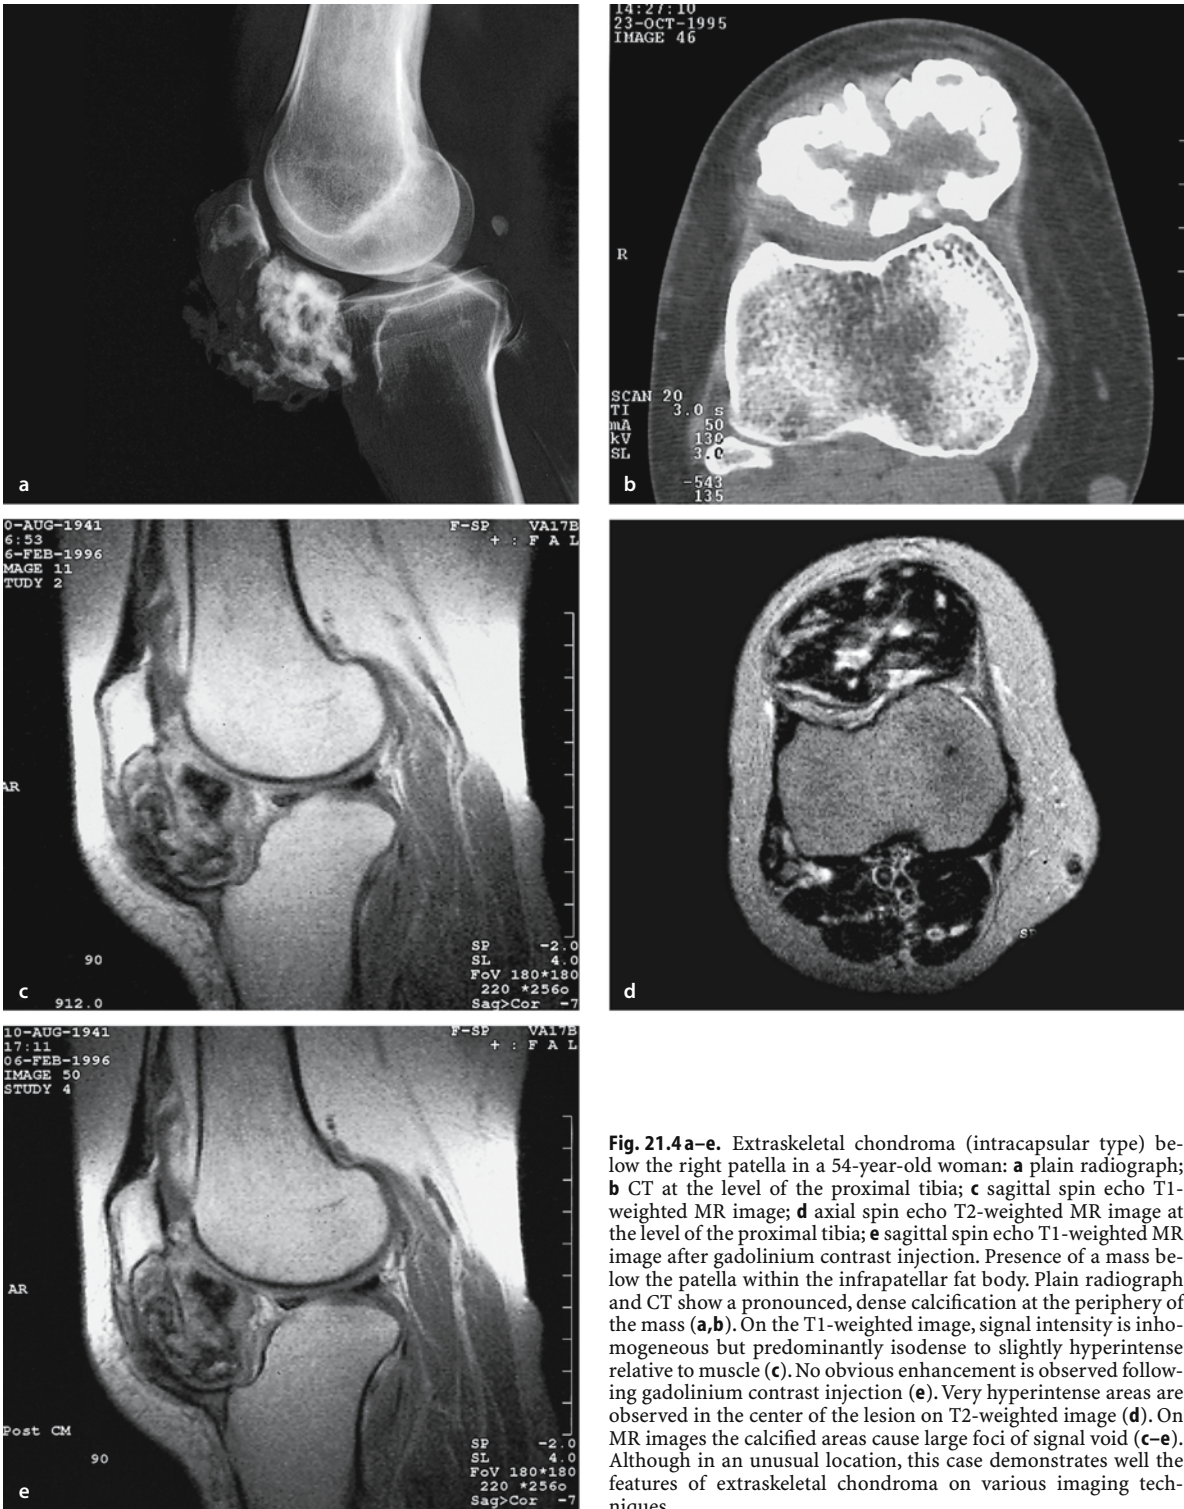 14:27:10
23-OCT-1995
IMAGE 46
R
SCAN 20
TI 3.0 s
mA 50
kV 130
SL 3.0
-543
135
a
b
0-AUG-1941
6:53
6-FEB-1996
MAGE 11
TUDY 2
F-SP VA17B
+ : F A L
AR
90
912.0
SP -2.0
SL 4.0
FoV 180*180
220 *256o
Sag>Cor -7
c
SP
d
10-AUG-1941
17:11
06-FEB-1996
IMAGE 50
STUDY 4
F-SP VA17B
+ : F A L
AR
Post CM
90
SP -2.0
SL 4.0
FoV 180*180
220 *256o
Sag>Cor -7
e
Fig. 21.4 a–e. Extraskeletal chondroma (intracapsular type) be-
low the right patella in a 54-year-old woman: a plain radiograph;
b CT at the level of the proximal tibia; c sagittal spin echo T1-
weighted MR image; d axial spin echo T2-weighted MR image at
the level of the proximal tibia; e sagittal spin echo T1-weighted MR
image after gadolinium contrast injection. Presence of a mass be-
low the patella within the infrapatellar fat body. Plain radiograph
and CT show a pronounced, dense calcification at the periphery of
the mass (a,b). On the T1-weighted image, signal intensity is inho-
mogeneous but predominantly isodense to slightly hyperintense
relative to muscle (c). No obvious enhancement is observed follow-
ing gadolinium contrast injection (e). Very hyperintense areas are
observed in the center of the lesion on T2-weighted image (d). On
MR images the calcified areas cause large foci of signal void (c–e).
Although in an unusual location, this case demonstrates well the
features of extraskeletal chondroma on various imaging tech-
niques